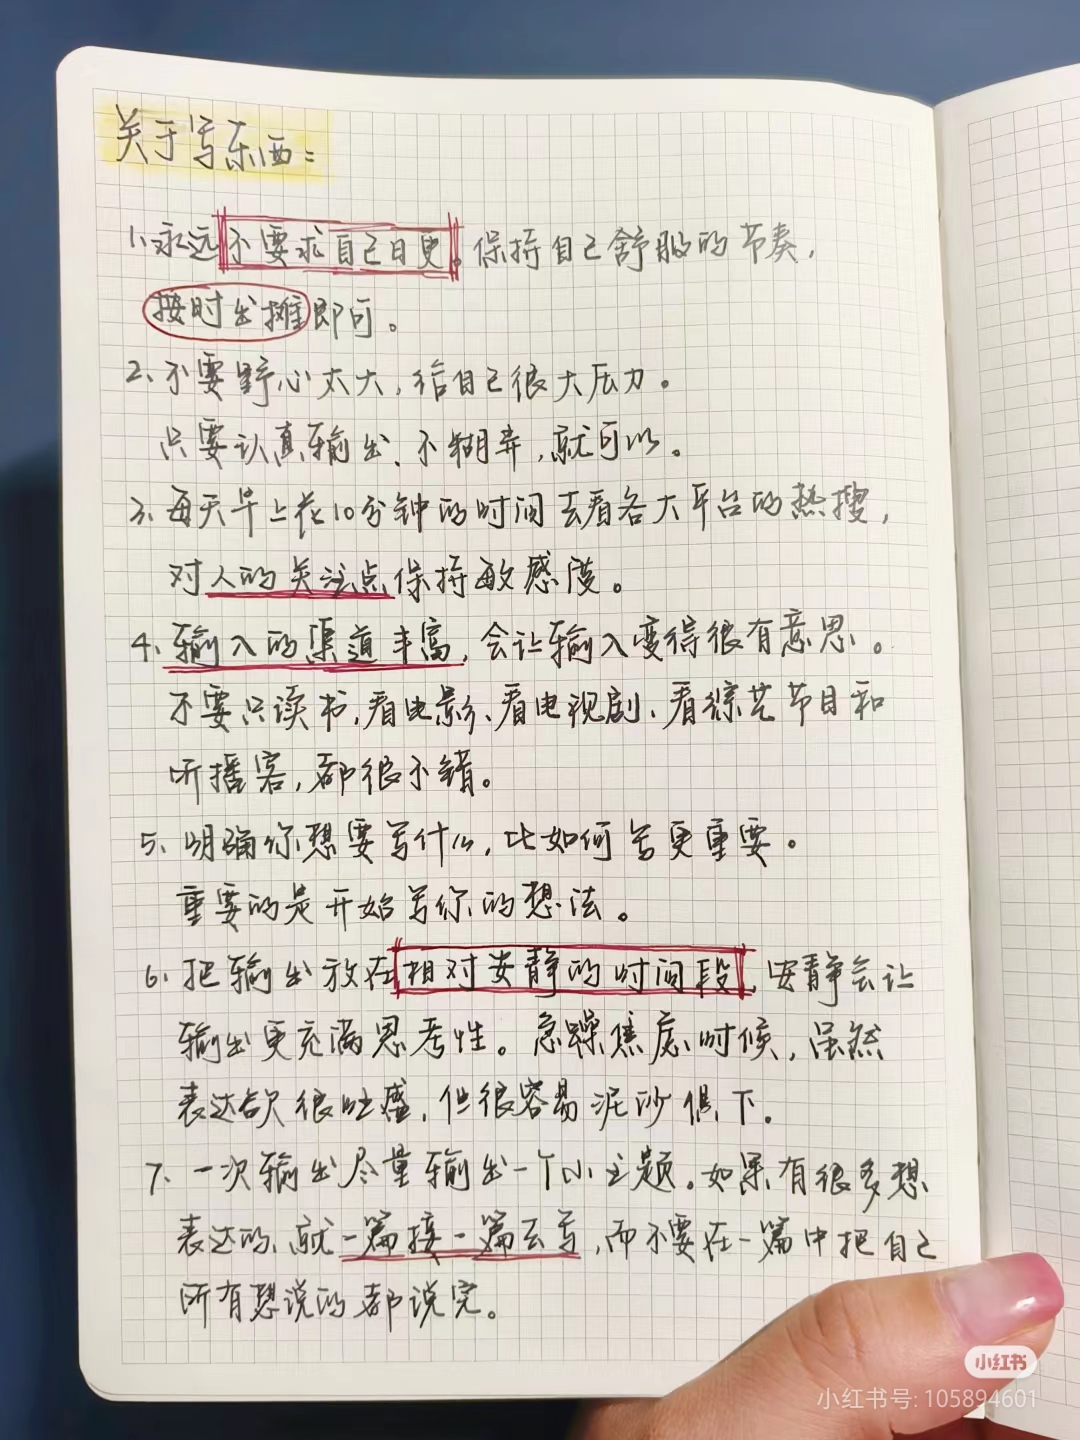 关于写东西:
1、永远不要求自己日更。保持自己舒服的节奏,
按时出摊即可。
2、不要野心太大,给自己很大压力。
只要认真输出、不糊弄,就可以。
3、每天早上花10分钟的时间去看各大平台的热搜,
对人的关注点保持敏感度。
4、输入的渠道丰富,会让输入变得很有意思。
不要只读书,看电影、看电视剧、看综艺节目和
听播客,都很不错。
5、明确你想要写什么,比如何写更重要。
重要的是开始写你的想法。
6、把输出放在相对安静的时间段,安静会让
输出更充满思考性。急躁焦虑时候,虽然
表达欲很旺盛,但很容易泥沙俱下。
7、一次输出尽量输出一个小主题。如果有很多想
表达的,就一篇接一篇去写,而不要在一篇中把自己
所有想说的都说完。
小红书
小红书号: 105894601